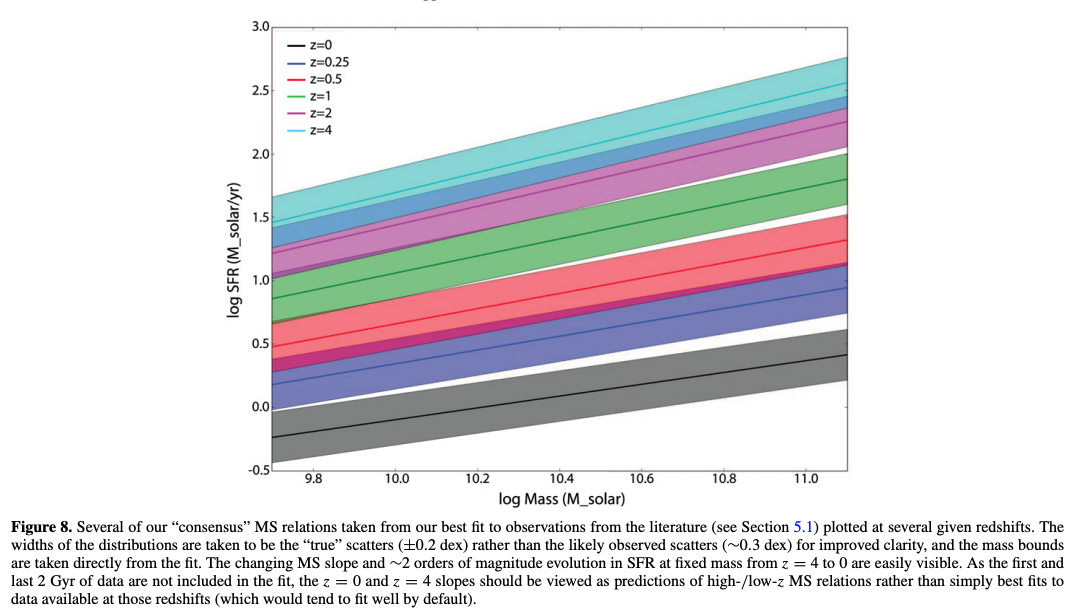 3.0
2.5
2.0
1.5
1.0
0.5
0.0
-0.5
log SFR (M_solar/yr)
z=0
z=0.25
z=0.5
z=1
z=2
z=4
9.8 10.0 10.2 10.4 10.6 10.8 11.0
log Mass (M_solar)
Figure 8. Several of our “consensus” MS relations taken from our best fit to observations from the literature (see Section 5.1) plotted at several given redshifts. The
widths of the distributions are taken to be the “true” scatters (±0.2 dex) rather than the likely observed scatters (∼0.3 dex) for improved clarity, and the mass bounds
are taken directly from the fit. The changing MS slope and ∼2 orders of magnitude evolution in SFR at fixed mass from z = 4 to 0 are easily visible. As the first and
last 2 Gyr of data are not included in the fit, the z = 0 and z = 4 slopes should be viewed as predictions of high-/low-z MS relations rather than simply best fits to
data available at those redshifts (which would tend to fit well by default).